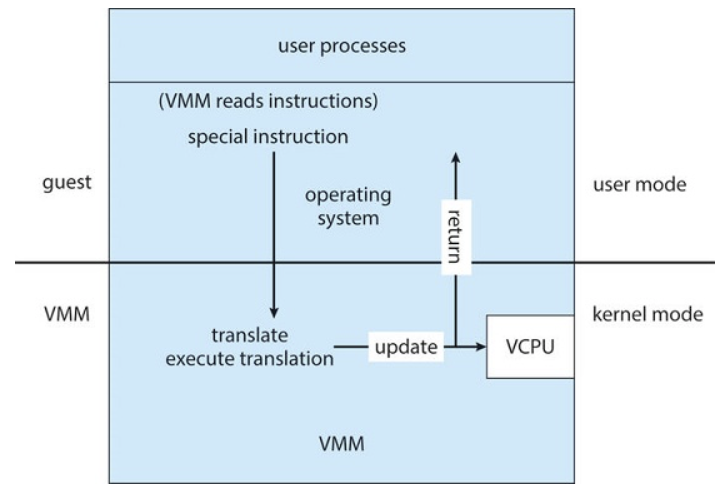 user processes
(VMM reads instructions)
special instruction
guest
operating
system
return
user mode
VMM
kernel mode
translate
execute translation
update
VCPU
VMM